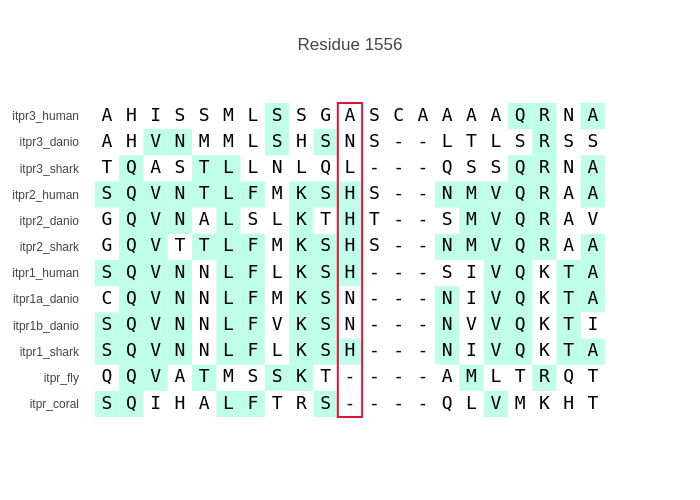 Residue 1556
itpr3_human A H I S S M L S S G A S C A A A A Q R N A
itpr3_danio A H V N M M L S H S N S - - L T L S R S S
itpr3_shark T Q A S T L L N L Q L - - - Q S S Q R N A
itpr2_human S Q V N T L F M K S H S - - N M V Q R A A
itpr2_danio G Q V N A L S L K T H T - - S M V Q R A V
itpr2_shark G Q V T T L F M K S H S - - N M V Q R A A
itpr1_human S Q V N N L F L K S H - - - S I V Q K T A
itpr1a_danio C Q V N N L F M K S N - - - N I V Q K T A
itpr1b_danio S Q V N N L F V K S N - - - N V V Q K T I
itpr1_shark S Q V N N L F L K S H - - - N I V Q K T A
itpr_fly Q Q V A T M S S K T - - - - A M L T R Q T
itpr_coral S Q I H A L F T R S - - - - Q L V M K H T